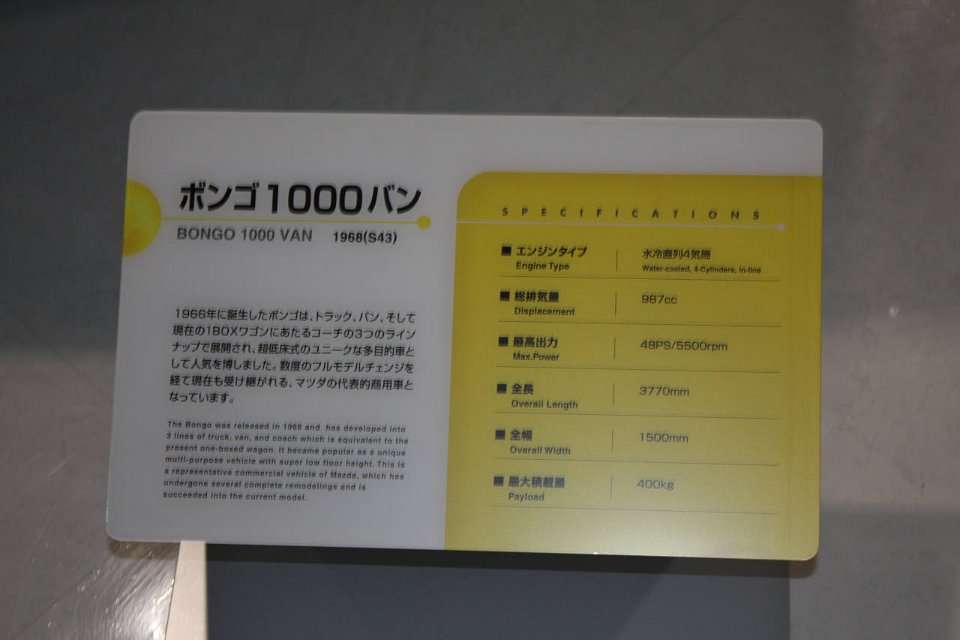 ボンゴ1000バン
BONGO 1000 VAN 1968(S43)
1966年に誕生したボンゴは、トラック、バン、そして
現在の1BOXワゴンにあたるコーチの3つのライン
ナップで展開され、超低床式のユニークな多目的車と
して人気を博しました。数度のフルモデルチェンジを
経て現在も受け継がれる、マツダの代表的商用車と
なっています。
The Bongo was released in 1966 and has developed into
3 lines of truck, van, and coach which is equivalent to the
present one-boxed wagon. It became popular as a unique
multi-purpose vehicle with super low floor height. This is
a representative commercial vehicle of Mazda, which has
undergone several complete remodelings and is
succeeded into the current model.
SPECIFICATIONS
■ エンジンタイプ 水冷直列4気筒
Engine Type Water-cooled, 4-Cylinders, in-line
■ 総排気量 987cc
Displacement
■ 最高出力 48PS/5500rpm
Max.Power
■ 全長 3770mm
Overall Length
■ 全幅 1500mm
Overall Width
■ 最大積載量 400kg
Payload